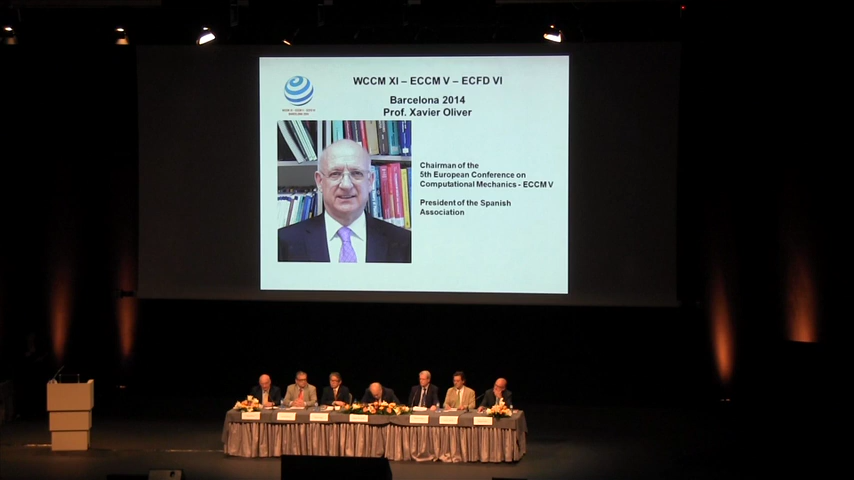 WCCM XI – ECCM V – ECFD VI
Barcelona 2014
Prof. Xavier Oliver
Chairman of the
5th European Conference on
Computational Mechanics - ECCM V
President of the Spanish
Association